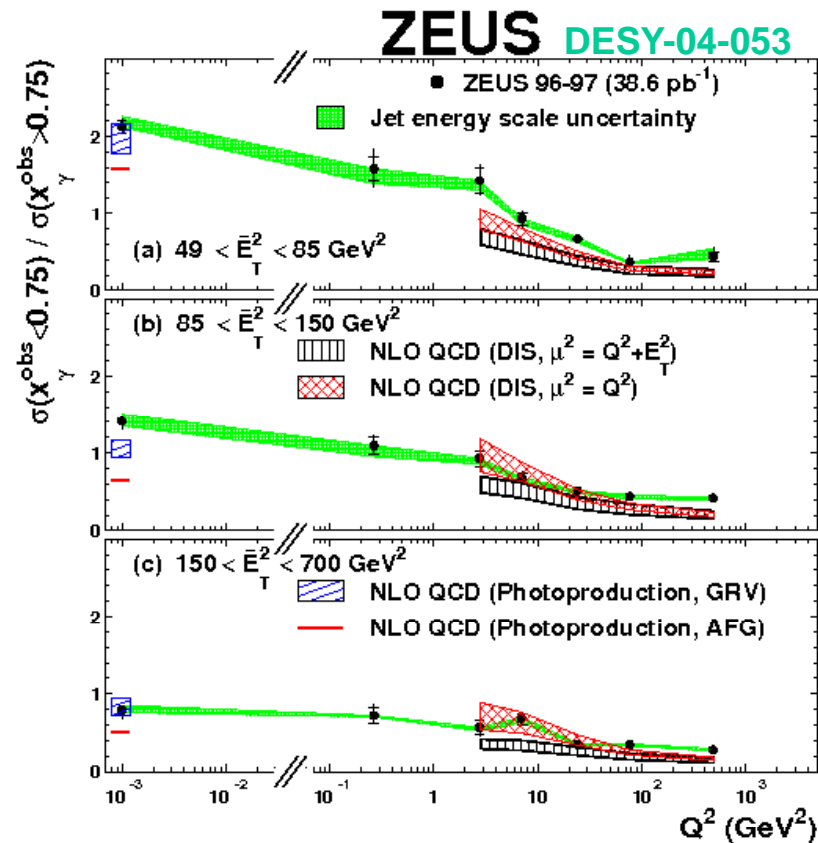 ZEUS DESY-04-053
ZEUS 96-97 (38.6 pb⁻¹)
Jet energy scale uncertainty
σ(x_γ^obs<0.75) / σ(x_γ^obs>0.75)
2
1
0
(a) 49 < Ē_T² < 85 GeV²
(b) 85 < Ē_T² < 150 GeV²
NLO QCD (DIS, μ² = Q²+E_T²)
NLO QCD (DIS, μ² = Q²)
2
1
0
(c) 150 < Ē_T² < 700 GeV²
NLO QCD (Photoproduction, GRV)
NLO QCD (Photoproduction, AFG)
2
1
0
10⁻³ 10⁻² 10⁻¹ 1 10 10² 10³
Q² (GeV²)